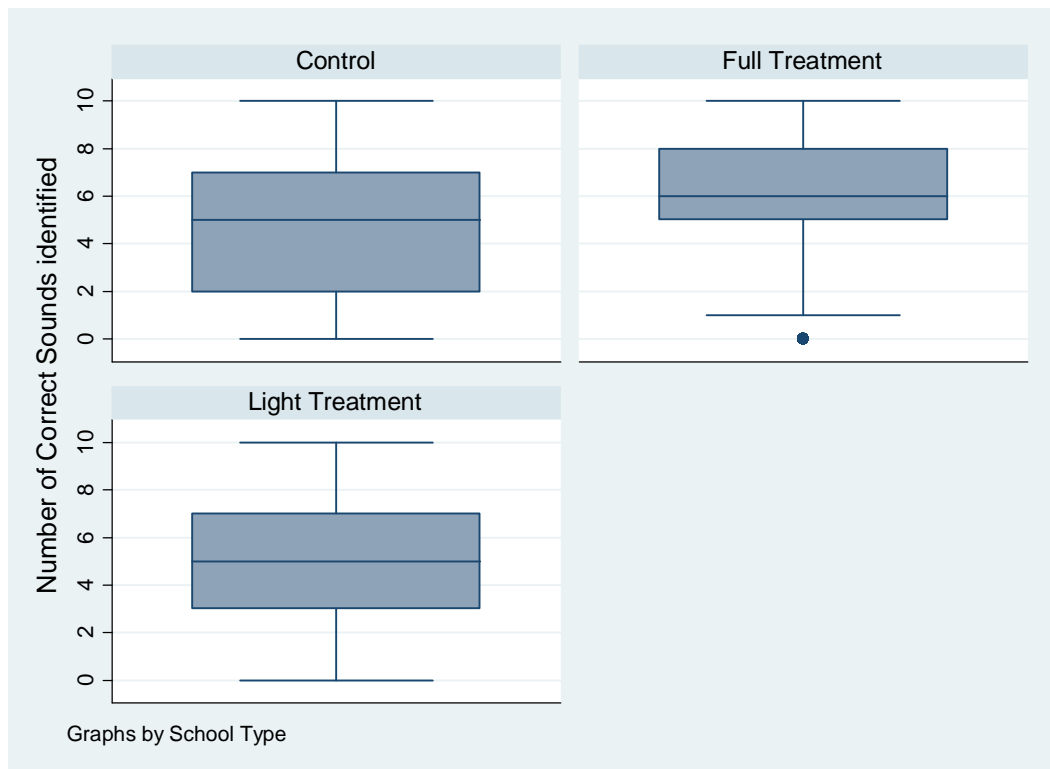 Control
Full Treatment
10
8
6
4
2
0
Light Treatment
10
8
6
4
2
0
Number of Correct Sounds identified
Graphs by School Type